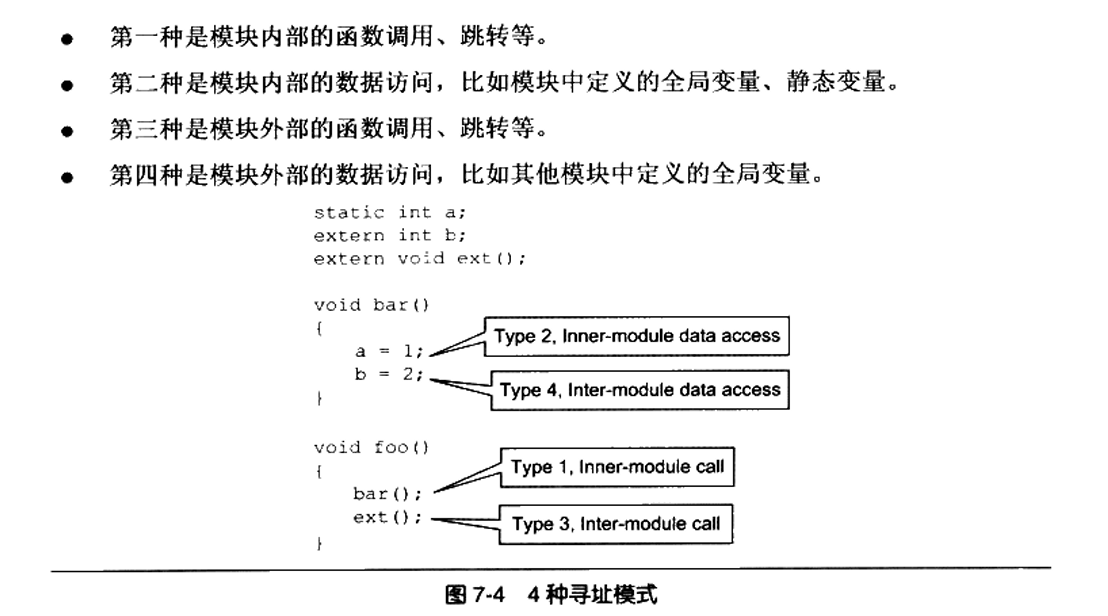 ● 第一种是模块内部的函数调用、跳转等。
● 第二种是模块内部的数据访问，比如模块中定义的全局变量、静态变量。
● 第三种是模块外部的函数调用、跳转等。
● 第四种是模块外部的数据访问，比如其他模块中定义的全局变量。
static int a;
extern int b;
extern void ext();
void bar()
{
a = 1;
Type 2, Inner-module data access
b = 2;
Type 4, Inter-module data access
}
void foo()
{
bar();
Type 1, Inner-module call
ext();
Type 3, Inter-module call
}
图 7-4 4 种寻址模式